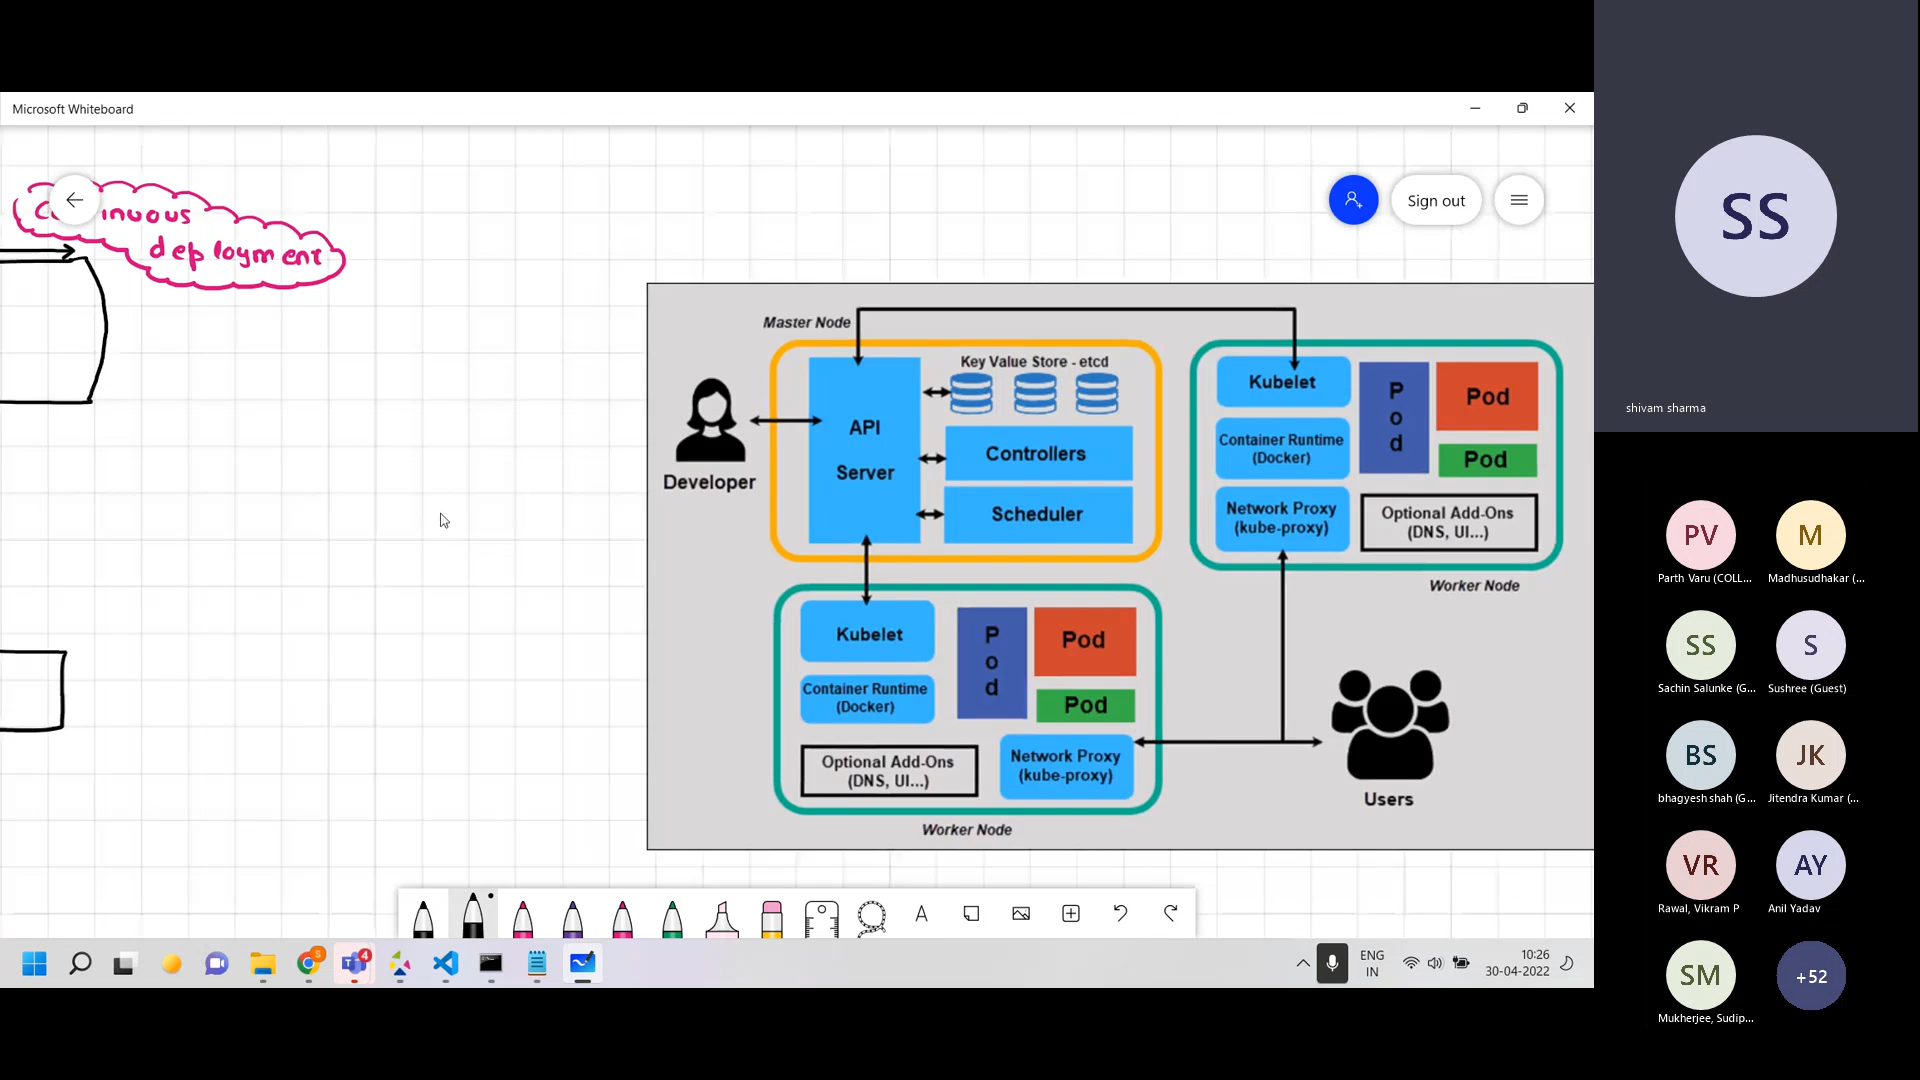 Microsoft Whiteboard
inuous
deployment
Sign out
Master Node
Key Value Store - etcd
API
Server
Controllers
Scheduler
Developer
Kubelet
Container Runtime
(Docker)
Network Proxy
(kube-proxy)
P
o
d
Pod
Pod
Optional Add-Ons
(DNS, UI...)
Worker Node
Kubelet
Container Runtime
(Docker)
P
o
d
Pod
Pod
Optional Add-Ons
(DNS, UI...)
Network Proxy
(kube-proxy)
Worker Node
Users
A
S
4
ENG
IN
10:26
30-04-2022
SS
shivam sharma
PV
Parth Varu (COLL...
M
Madhusudhakar (...
SS
Sachin Salunke (G...
S
Sushree (Guest)
BS
bhagyesh shah (G...
JK
Jitendra Kumar (...
VR
Rawal, Vikram P
AY
Anil Yadav
SM
Mukherjee, Sudip...
+52